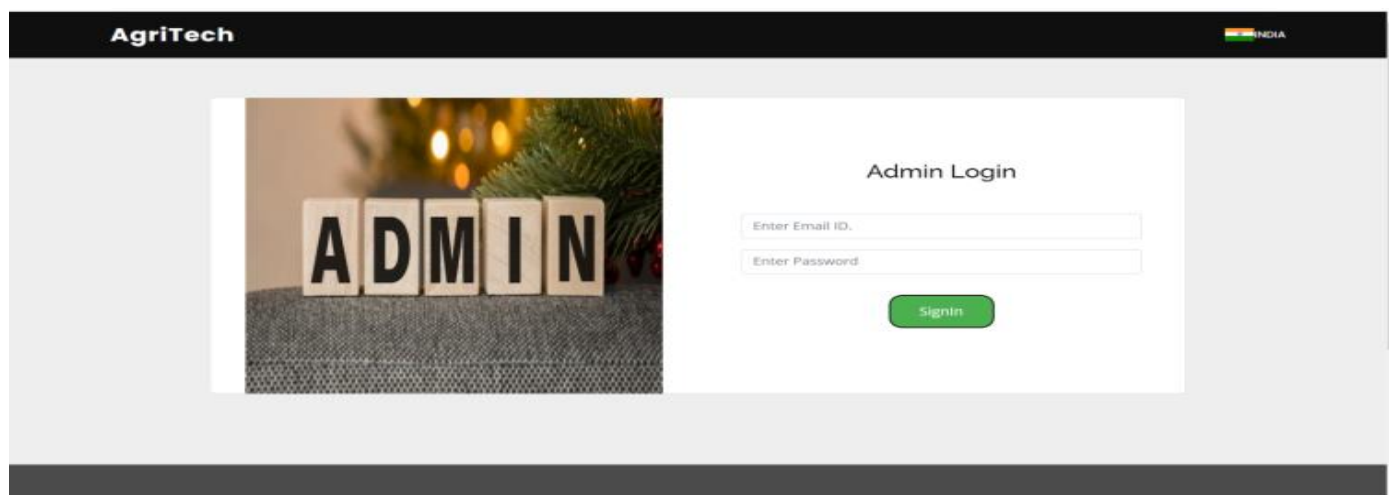 AgriTech
INDIA
ADMIN
Admin Login
Enter Email ID.
Enter Password
SignIn